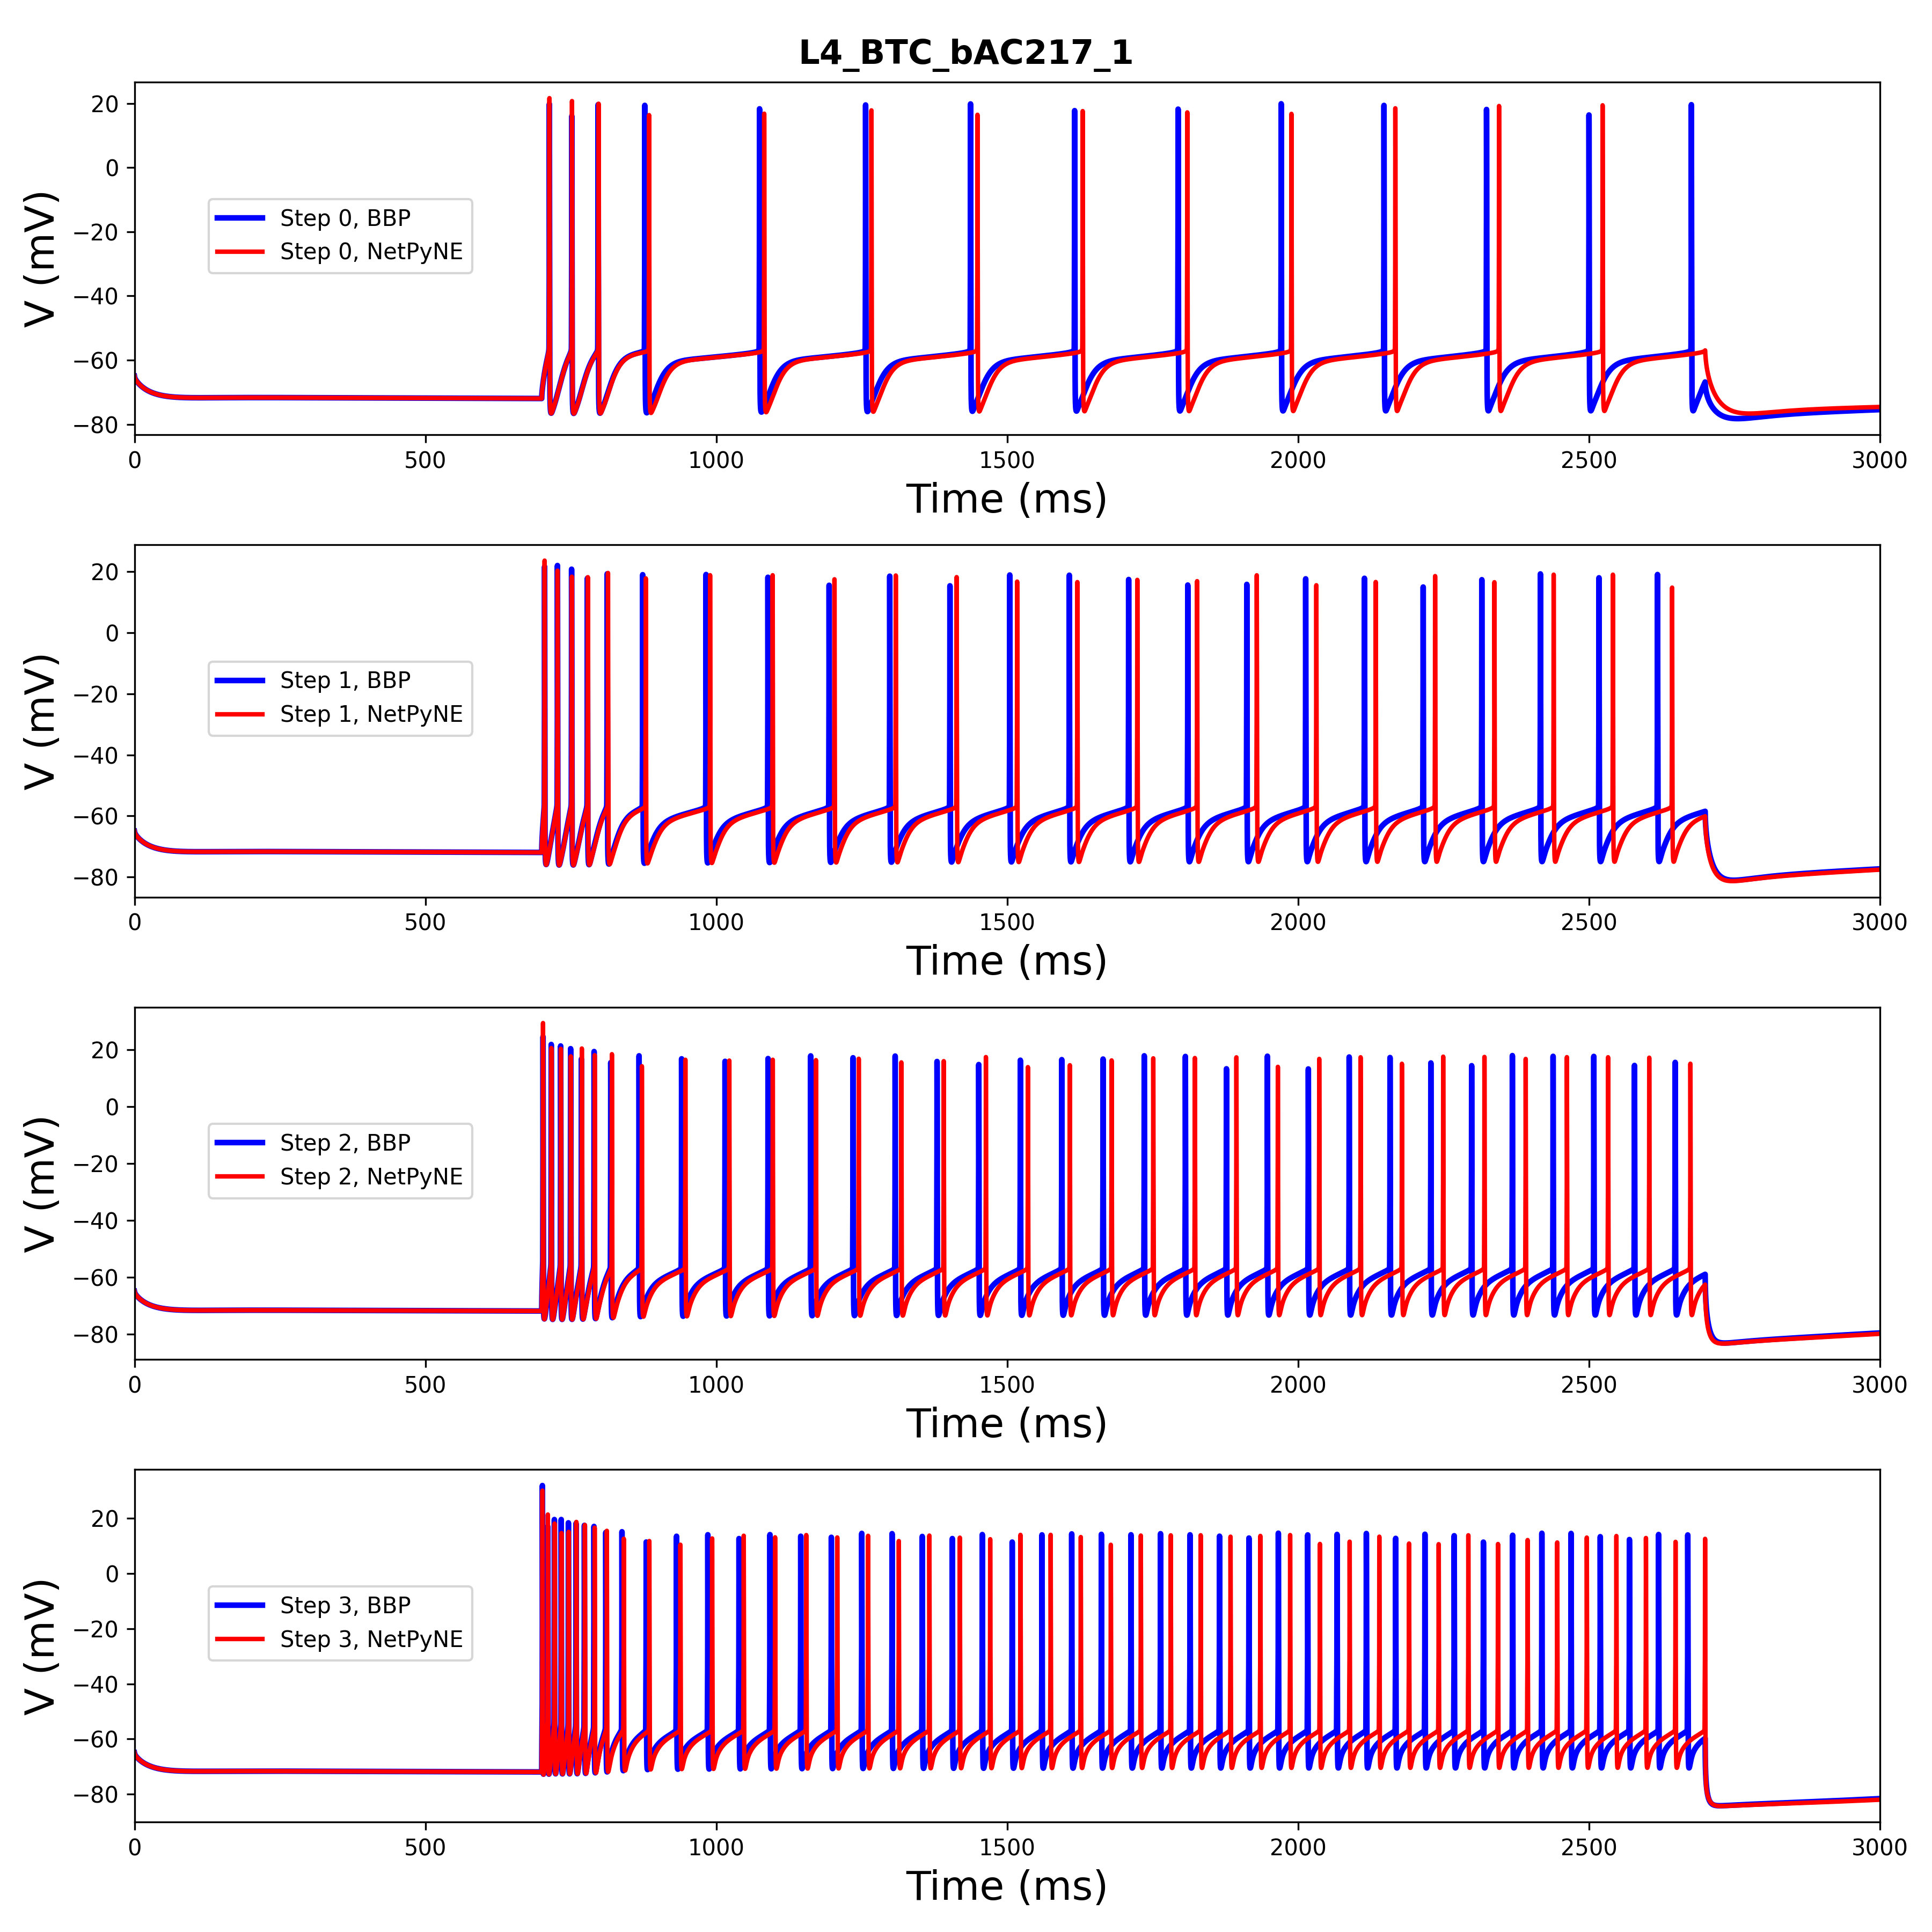 L4_BTC_bAC217_1
20
0
−20
−40
−60
−80
V (mV)
Step 0, BBP
Step 0, NetPyNE
0 500 1000 1500 2000 2500 3000
Time (ms)
20
0
−20
−40
−60
−80
V (mV)
Step 1, BBP
Step 1, NetPyNE
0 500 1000 1500 2000 2500 3000
Time (ms)
20
0
−20
−40
−60
−80
V (mV)
Step 2, BBP
Step 2, NetPyNE
0 500 1000 1500 2000 2500 3000
Time (ms)
20
0
−20
−40
−60
−80
V (mV)
Step 3, BBP
Step 3, NetPyNE
0 500 1000 1500 2000 2500 3000
Time (ms)